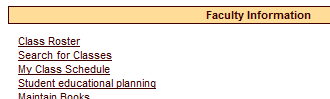 Faculty Information
Class Roster
Search for Classes
My Class Schedule
Student educational planning
Maintain Books